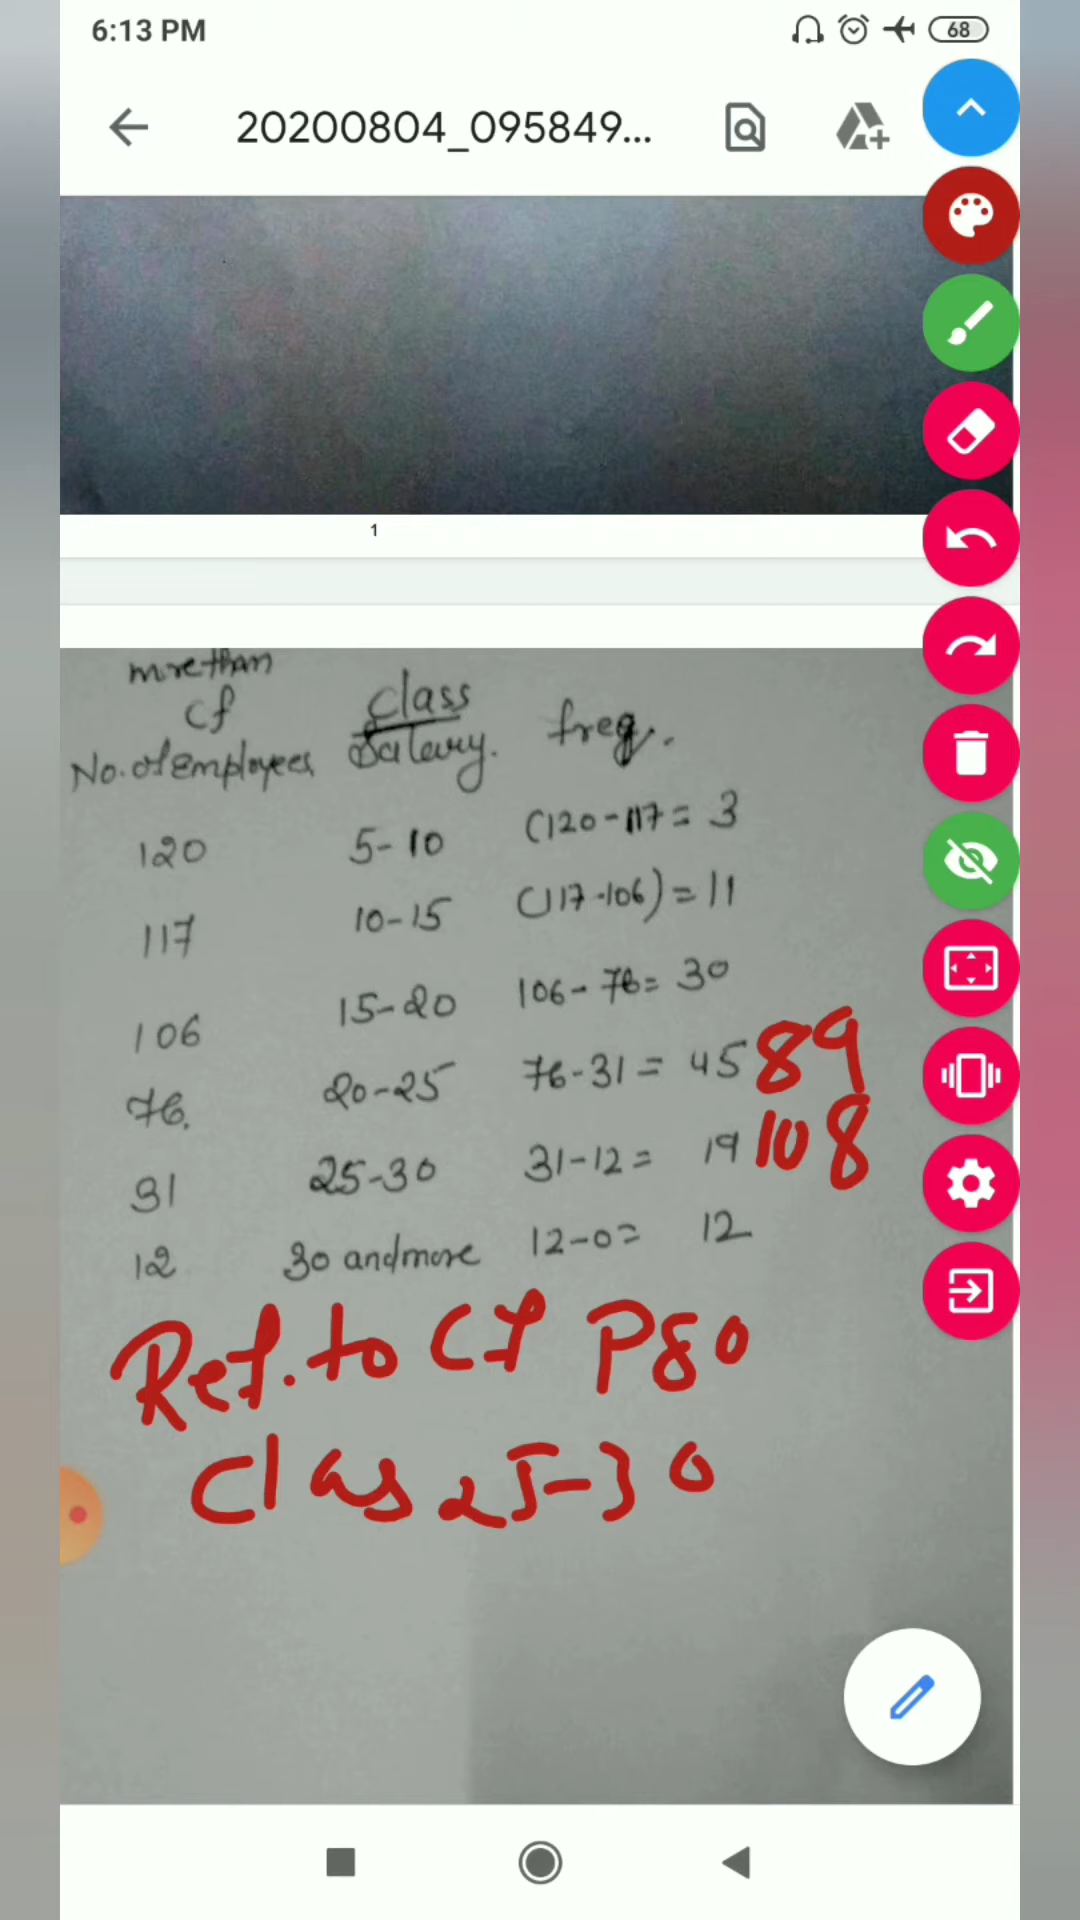 6:13 PM 68
20200804_095849...
1
more than
cf Class freq.
No. of Employees Salary.
120 5-10 (120-117= 3
117 10-15 (117-106)=11
106 15-20 106-76= 30
76. 20-25 76-31= 45 89
31 25-30 31-12= 19 108
12 30 and more 12-0= 12
Ref. to Cf P80
Clas 25-30